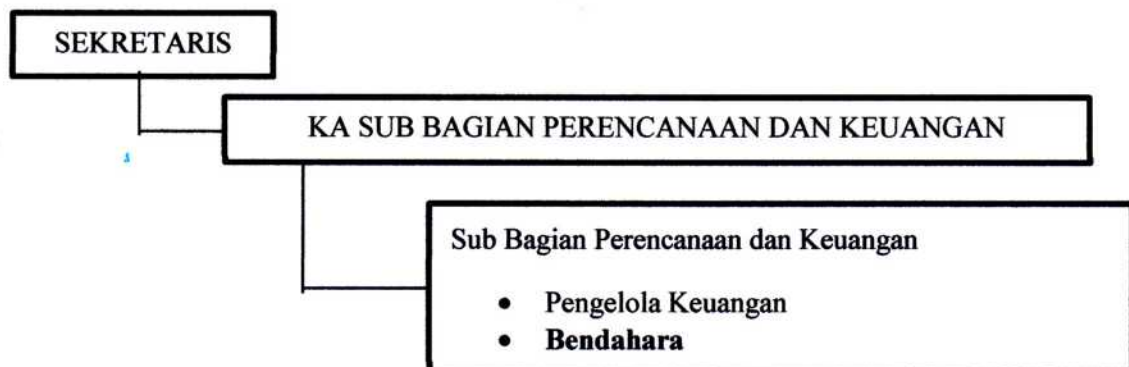 SEKRETARIS
KA SUB BAGIAN PERENCANAAN DAN KEUANGAN
Sub Bagian Perencanaan dan Keuangan
• Pengelola Keuangan
• Bendahara